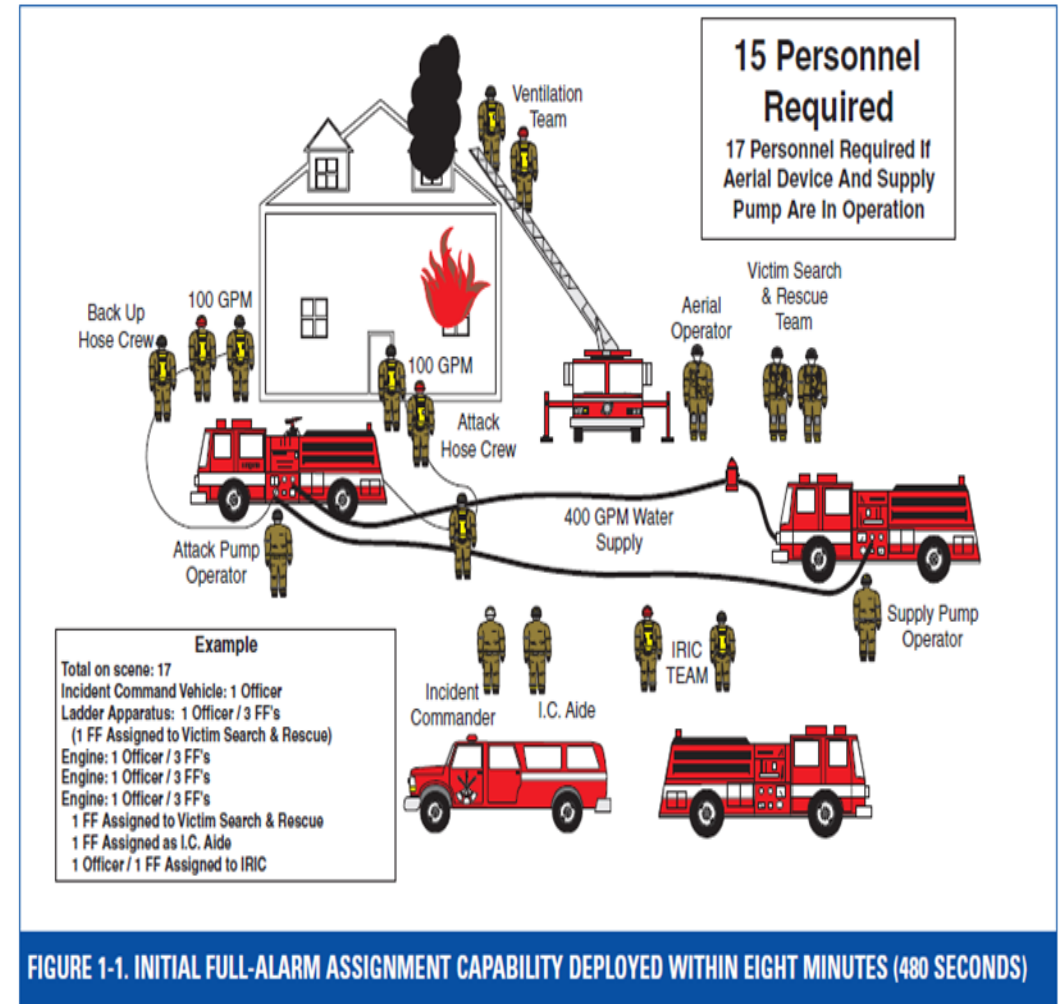 15 Personnel
Required
17 Personnel Required If
Aerial Device And Supply
Pump Are In Operation
Ventilation
Team
Victim Search
& Rescue
Team
Aerial
Operator
Back Up
Hose Crew
100 GPM
100 GPM
Attack
Hose Crew
400 GPM Water
Supply
Attack Pump
Operator
Supply Pump
Operator
IRIC
TEAM
Incident
Commander
I.C. Aide
Example
Total on scene: 17
Incident Command Vehicle: 1 Officer
Ladder Apparatus: 1 Officer / 3 FF's
(1 FF Assigned to Victim Search & Rescue)
Engine: 1 Officer / 3 FF's
Engine: 1 Officer / 3 FF's
Engine: 1 Officer / 3 FF's
1 FF Assigned to Victim Search & Rescue
1 FF Assigned as I.C. Aide
1 Officer / 1 FF Assigned to IRIC
FIGURE 1-1. INITIAL FULL-ALARM ASSIGNMENT CAPABILITY DEPLOYED WITHIN EIGHT MINUTES (480 SECONDS)